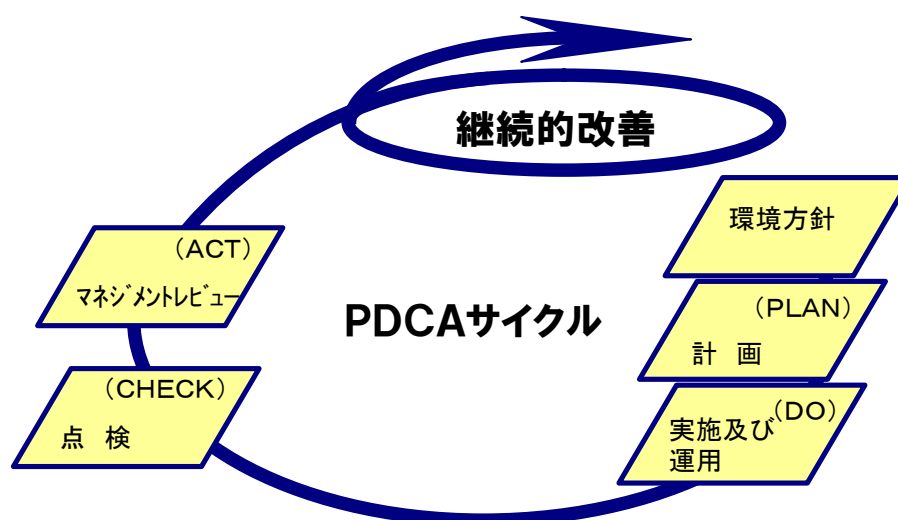 継続的改善
環境方針
(PLAN)
計 画
(DO)
実施及び
運用
PDCAサイクル
(ACT)
マネジメントレビュー
(CHECK)
点 検